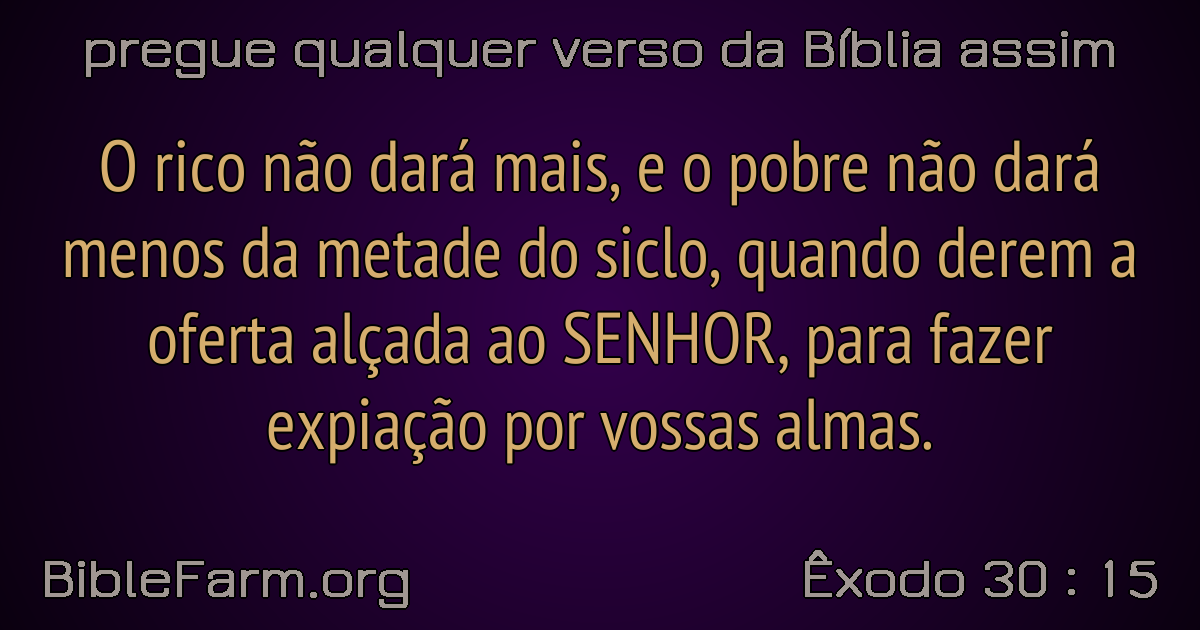 pregue qualquer verso da Bíblia assim
O rico não dará mais, e o pobre não dará
menos da metade do siclo, quando derem a
oferta alçada ao SENHOR, para fazer
expiação por vossas almas.
BibleFarm.org
Êxodo 30 : 15